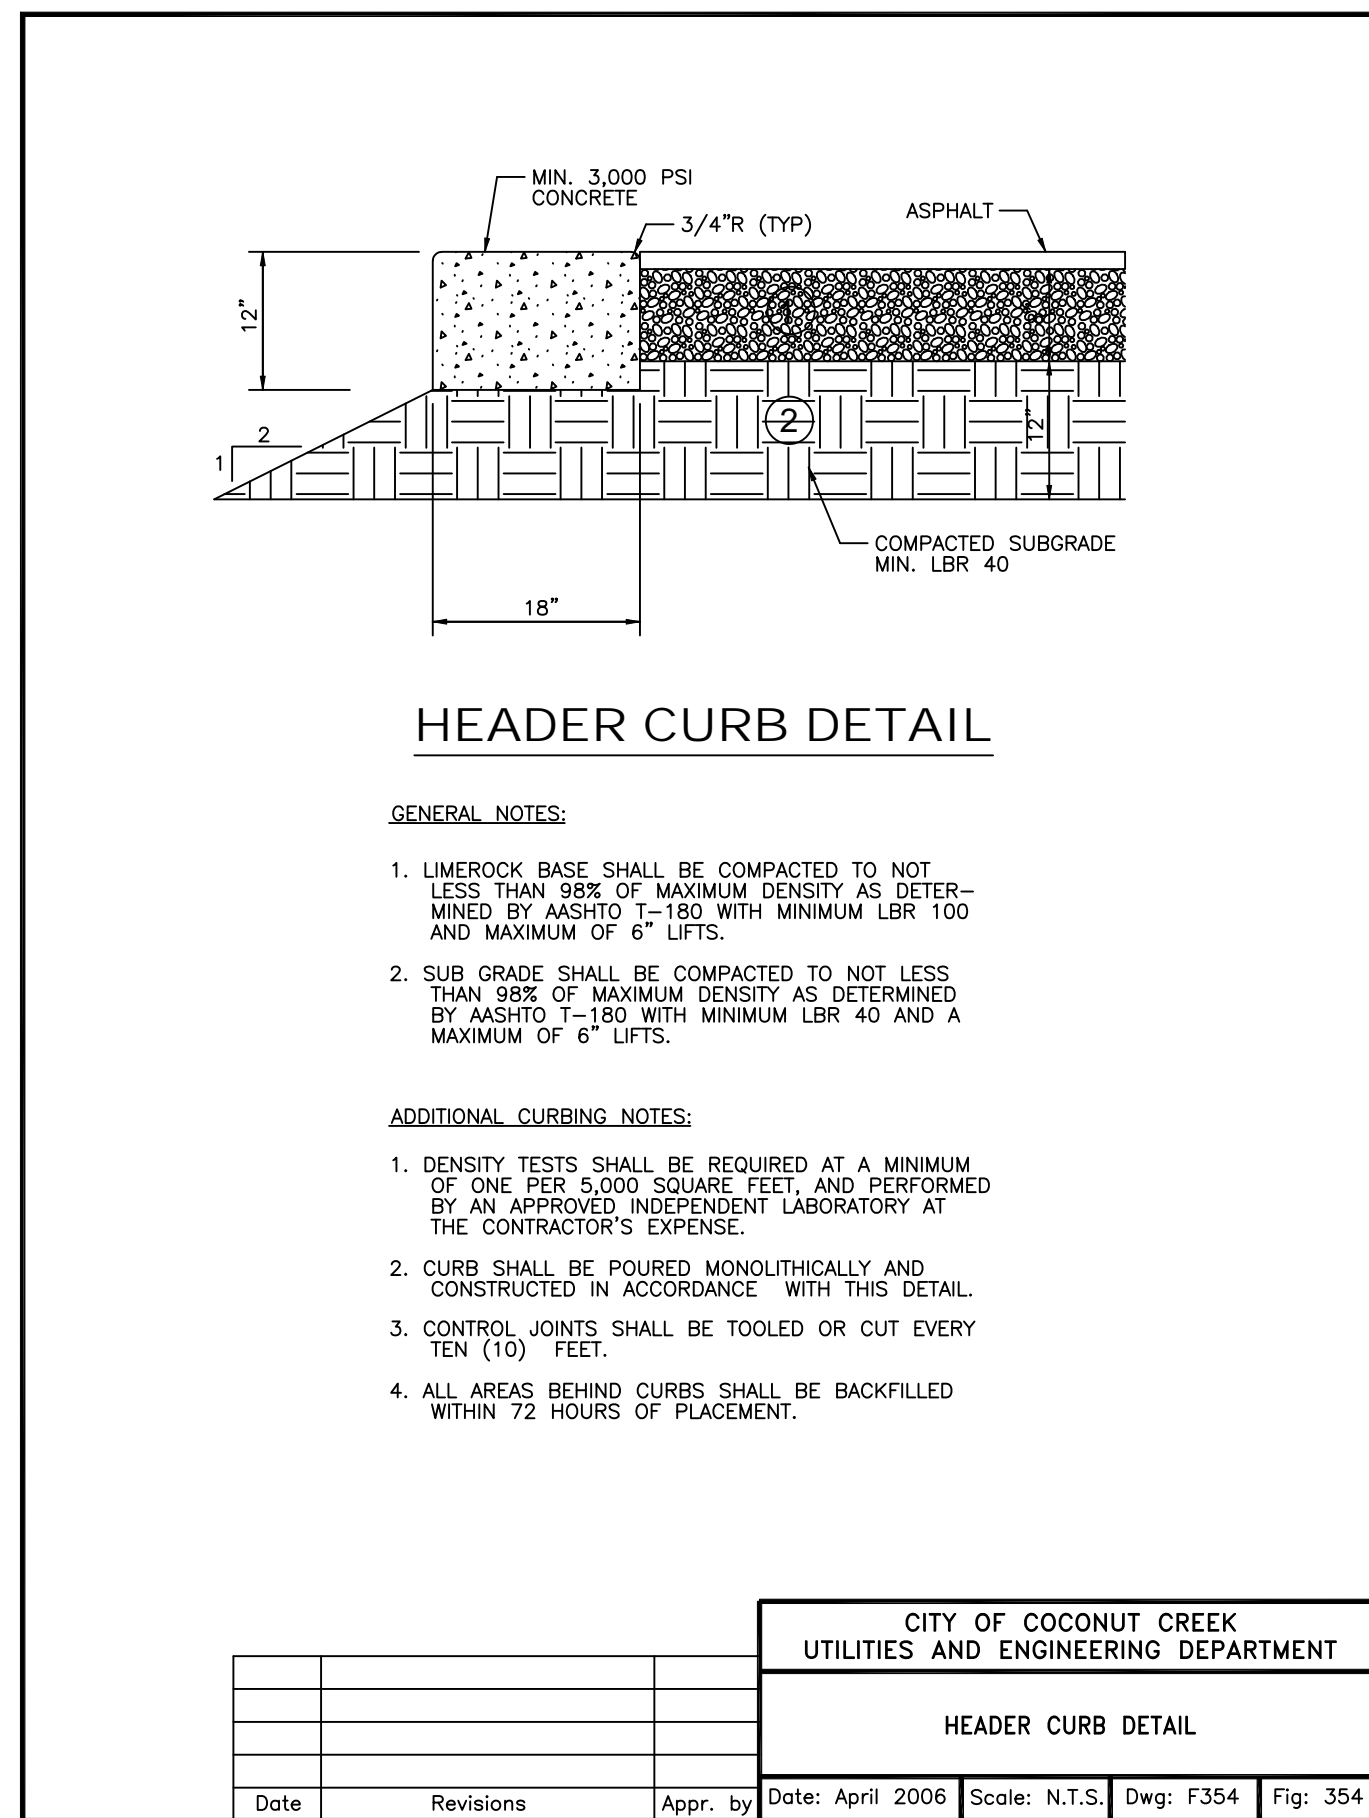 MIN. 3,000 PSI
CONCRETE
3/4"R (TYP)
ASPHALT
12"
2
1
2
12"
COMPACTED SUBGRADE
MIN. LBR 40
18"
HEADER CURB DETAIL
GENERAL NOTES:
1. LIMEROCK BASE SHALL BE COMPACTED TO NOT
LESS THAN 98% OF MAXIMUM DENSITY AS DETER–
MINED BY AASHTO T–180 WITH MINIMUM LBR 100
AND MAXIMUM OF 6" LIFTS.
2. SUB GRADE SHALL BE COMPACTED TO NOT LESS
THAN 98% OF MAXIMUM DENSITY AS DETERMINED
BY AASHTO T–180 WITH MINIMUM LBR 40 AND A
MAXIMUM OF 6" LIFTS.
ADDITIONAL CURBING NOTES:
1. DENSITY TESTS SHALL BE REQUIRED AT A MINIMUM
OF ONE PER 5,000 SQUARE FEET, AND PERFORMED
BY AN APPROVED INDEPENDENT LABORATORY AT
THE CONTRACTOR'S EXPENSE.
2. CURB SHALL BE POURED MONOLITHICALLY AND
CONSTRUCTED IN ACCORDANCE WITH THIS DETAIL.
3. CONTROL JOINTS SHALL BE TOOLED OR CUT EVERY
TEN (10) FEET.
4. ALL AREAS BEHIND CURBS SHALL BE BACKFILLED
WITHIN 72 HOURS OF PLACEMENT.
CITY OF COCONUT CREEK
UTILITIES AND ENGINEERING DEPARTMENT
HEADER CURB DETAIL
Date Revisions Appr. by
Date: April 2006 Scale: N.T.S. Dwg: F354 Fig: 354